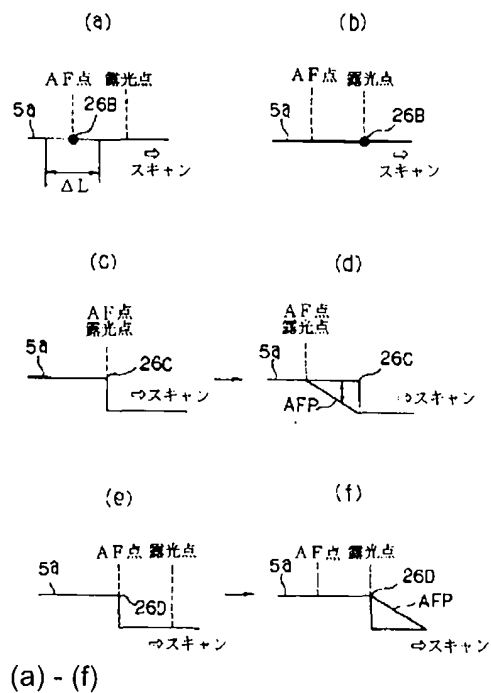 (a)
AF点 露光点
26B
5a
ΔL
⇨
スキャン
(b)
AF点 露光点
26B
5a
⇨
スキャン
(c)
AF点
露光点
5a
26C
⇨スキャン
(d)
AF点
露光点
5a
26C
⇨スキャン
AFP
(e)
AF点 露光点
5a
26D
⇨スキャン
(f)
AF点 露光点
5a
26D
AFP
⇨スキャン
(a) - (f)